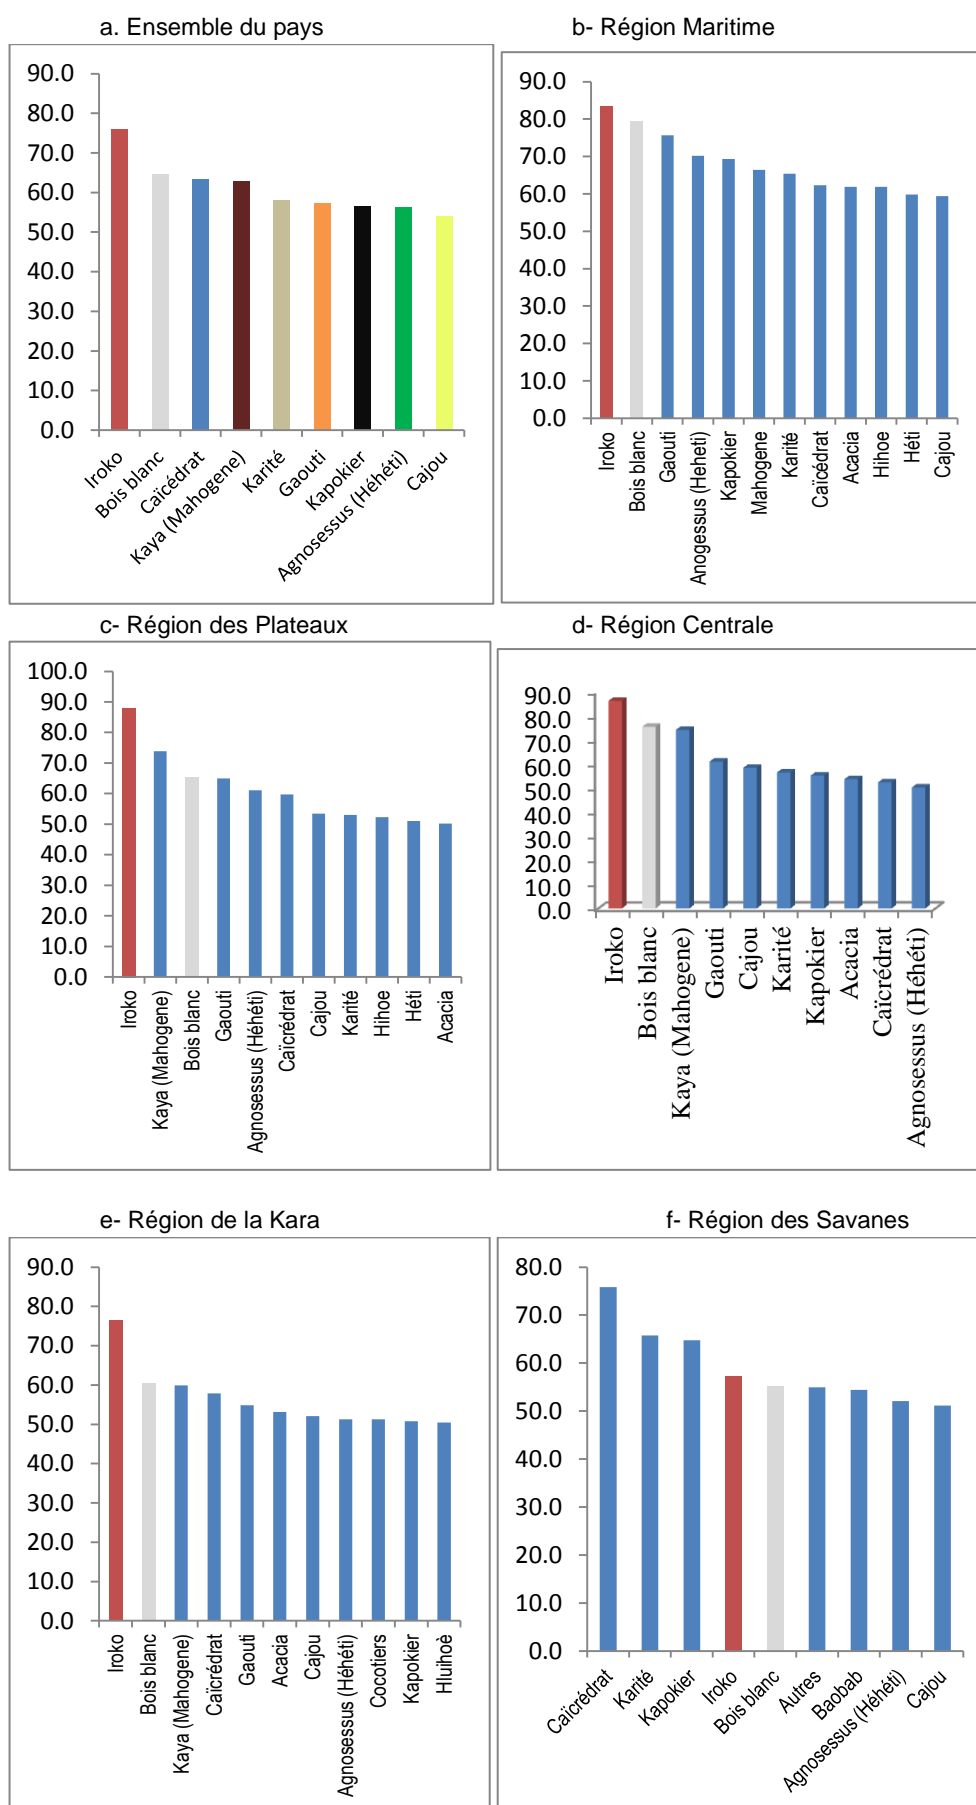 a. Ensemble du pays
90.0
80.0
70.0
60.0
50.0
40.0
30.0
20.0
10.0
0.0
Iroko
Bois blanc
Caïcédrat
Kaya (Mahogene)
Karité
Gaouti
Kapokier
Agnosessus (Héhéti)
Cajou
b- Région Maritime
90.0
80.0
70.0
60.0
50.0
40.0
30.0
20.0
10.0
0.0
Iroko
Bois blanc
Gaouti
Anogessus (Heheti)
Kapokier
Mahogene
Karité
Caïcédrat
Acacia
Hihoe
Héti
Cajou
c- Région des Plateaux
100.0
90.0
80.0
70.0
60.0
50.0
40.0
30.0
20.0
10.0
0.0
Iroko
Kaya (Mahogene)
Bois blanc
Gaouti
Agnosessus (Héhéti)
Caïcrédrat
Cajou
Karité
Hihoe
Héti
Acacia
d- Région Centrale
90.0
80.0
70.0
60.0
50.0
40.0
30.0
20.0
10.0
0.0
Iroko
Bois blanc
Kaya (Mahogene)
Gaouti
Cajou
Karité
Kapokier
Acacia
Caïcrédrat
Agnosessus (Héhéti)
e- Région de la Kara
90.0
80.0
70.0
60.0
50.0
40.0
30.0
20.0
10.0
0.0
Iroko
Bois blanc
Kaya (Mahogene)
Caïcrédrat
Gaouti
Acacia
Cajou
Agnosessus (Héhéti)
Cocotiers
Kapokier
Hluihoè
f- Région des Savanes
80.0
70.0
60.0
50.0
40.0
30.0
20.0
10.0
0.0
Caïcrédrat
Karité
Kapokier
Iroko
Bois blanc
Autres
Baobab
Agnosessus (Héhéti)
Cajou